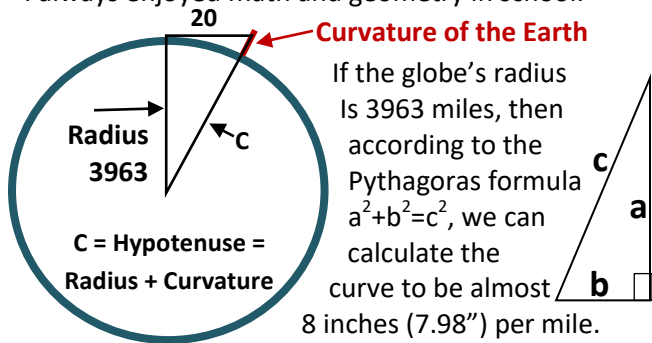 I always enjoyed math and geometry in school.
20
Curvature of the Earth
If the globe’s radius
Is 3963 miles, then
according to the
Pythagoras formula
a²+b²=c², we can
calculate the
curve to be almost
8 inches (7.98”) per mile.
Radius
3963
C
C = Hypotenuse =
Radius + Curvature
c
a
b